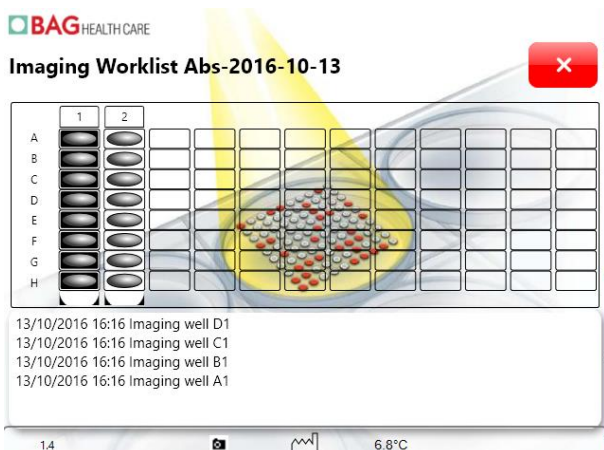 BAG HEALTH CARE
Imaging Worklist Abs-2016-10-13
1 2
A
B
C
D
E
F
G
H
13/10/2016 16:16 Imaging well D1
13/10/2016 16:16 Imaging well C1
13/10/2016 16:16 Imaging well B1
13/10/2016 16:16 Imaging well A1
1.4 6.8°C